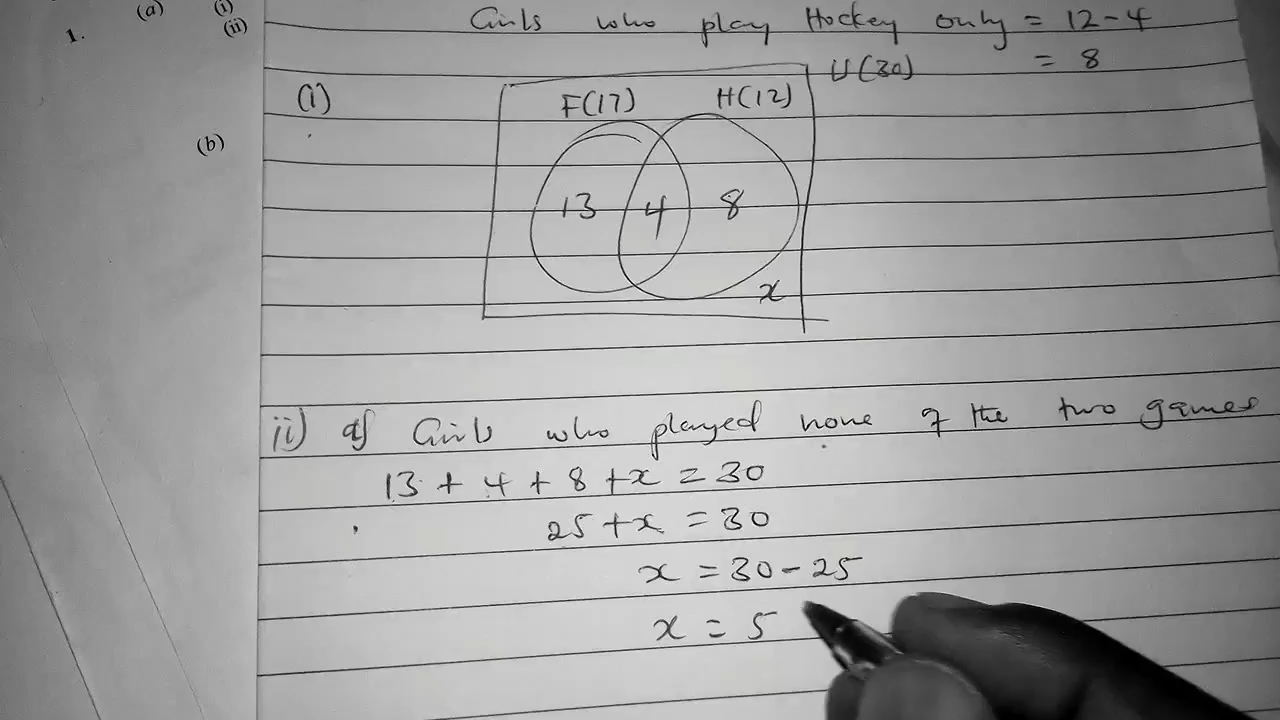 (a) (i)
1. (ii)
(b)
Girls who play Hockey only = 12 - 4
= 8
U(30)
(i)
F(17) H(12)
13 4 8
x
ii) a) Girls who played none of the two games
13 + 4 + 8 + x = 30
25 + x = 30
x = 30 - 25
x = 5